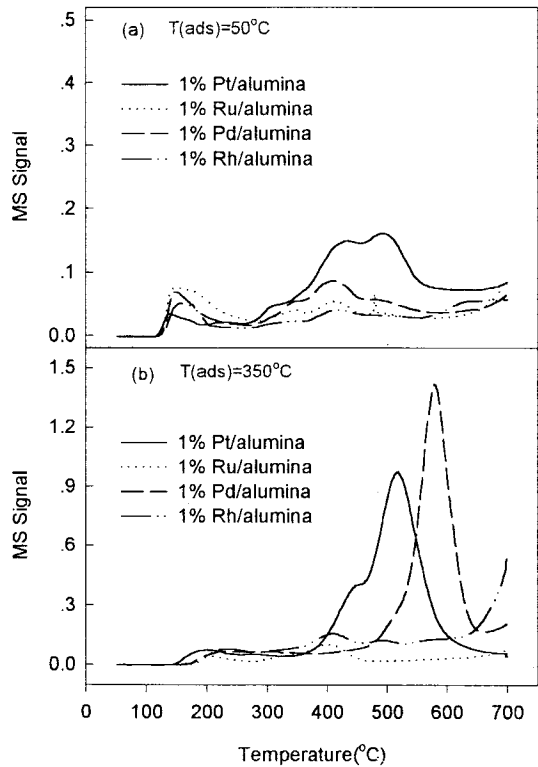 (a) T(ads)=50°C
1% Pt/alumina
1% Ru/alumina
1% Pd/alumina
1% Rh/alumina
MS Signal
.5
.4
.3
.2
.1
0.0
(b) T(ads)=350°C
1% Pt/alumina
1% Ru/alumina
1% Pd/alumina
1% Rh/alumina
MS Signal
1.5
1.2
.9
.6
.3
0.0
0 100 200 300 400 500 600 700
Temperature(°C)